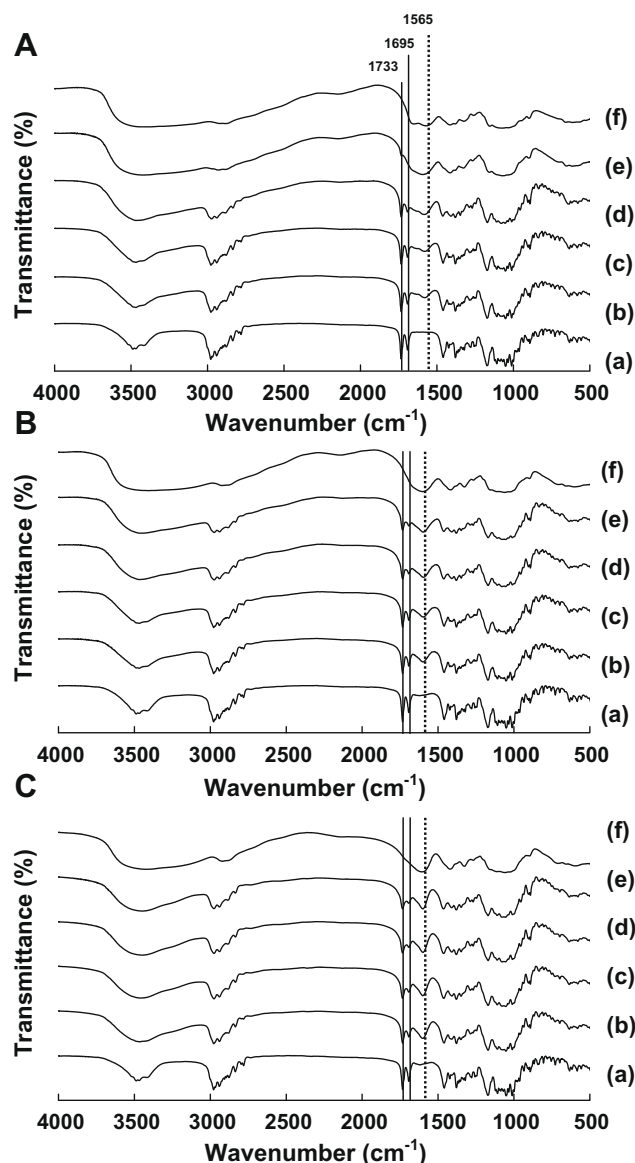 A
1565
1695
1733
Transmittance (%)
(f)
(e)
(d)
(c)
(b)
(a)
4000 3500 3000 2500 2000 1500 1000 500
Wavenumber (cm⁻¹)
B
Transmittance (%)
(f)
(e)
(d)
(c)
(b)
(a)
4000 3500 3000 2500 2000 1500 1000 500
Wavenumber (cm⁻¹)
C
Transmittance (%)
(f)
(e)
(d)
(c)
(b)
(a)
4000 3500 3000 2500 2000 1500 1000 500
Wavenumber (cm⁻¹)